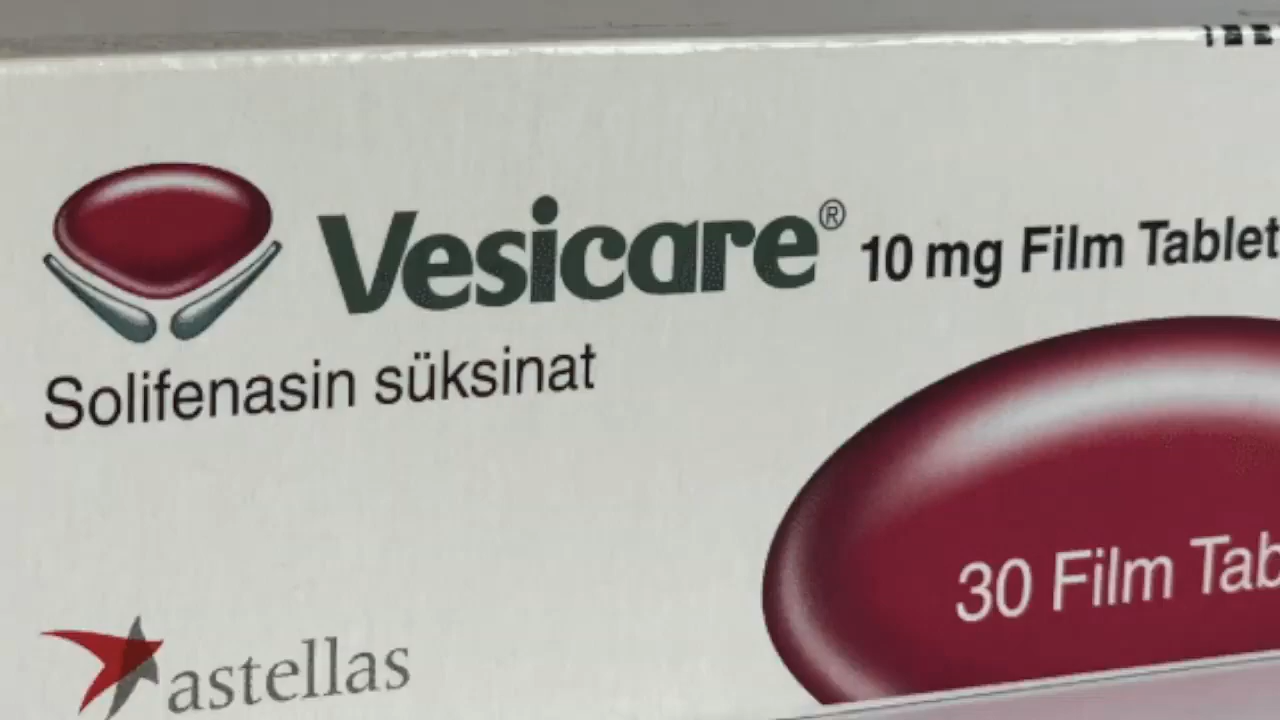 Vesicare® 10 mg Film Tablet
Solifenasin süksinat
30 Film Tab
astellas